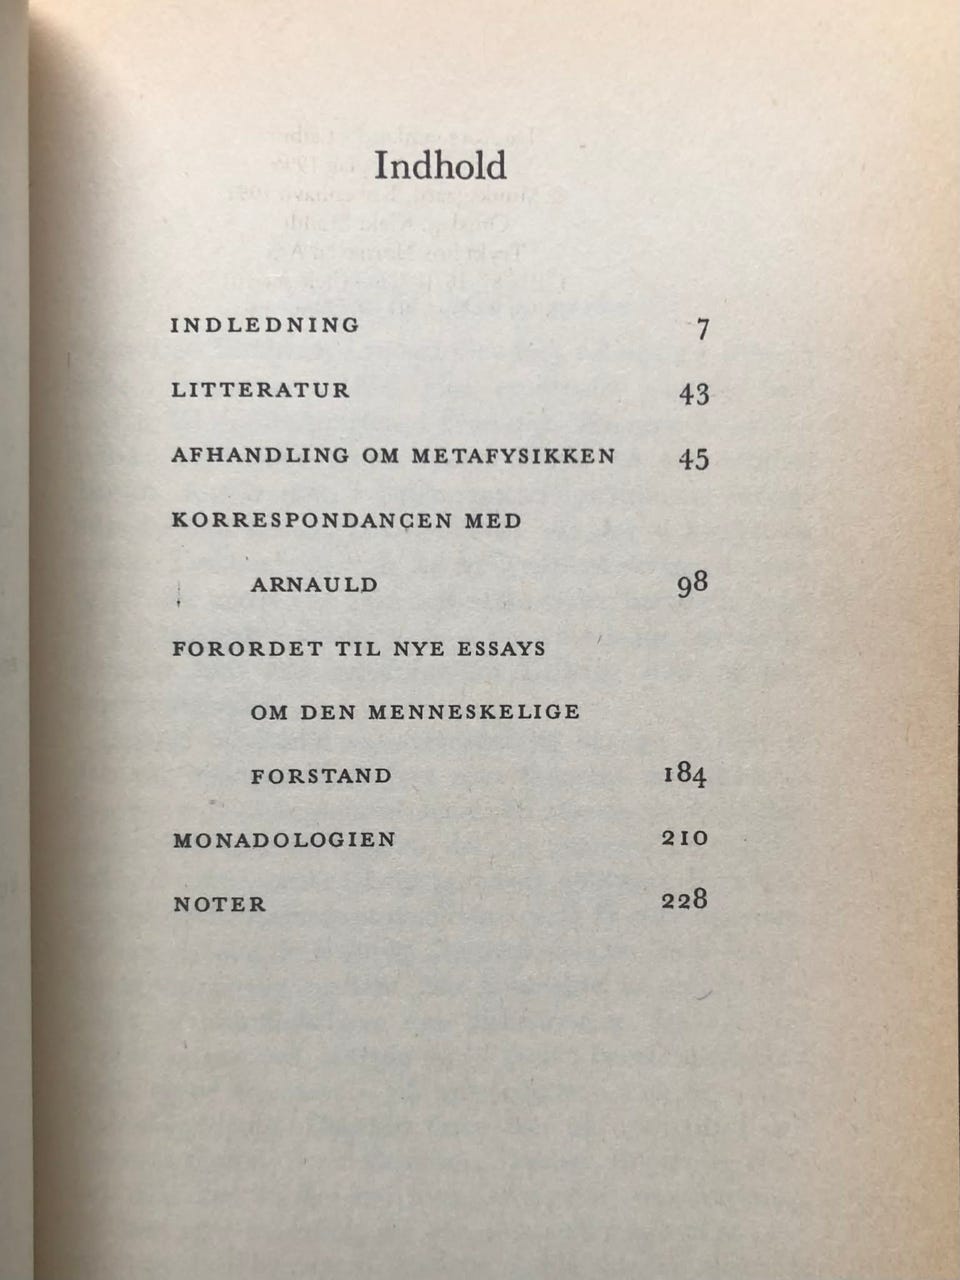 Indhold
INDLEDNING 7
LITTERATUR 43
AFHANDLING OM METAFYSIKKEN 45
KORRESPONDANCEN MED
ARNAULD 98
FORORDET TIL NYE ESSAYS
OM DEN MENNESKELIGE
FORSTAND 184
MONADOLOGIEN 210
NOTER 228